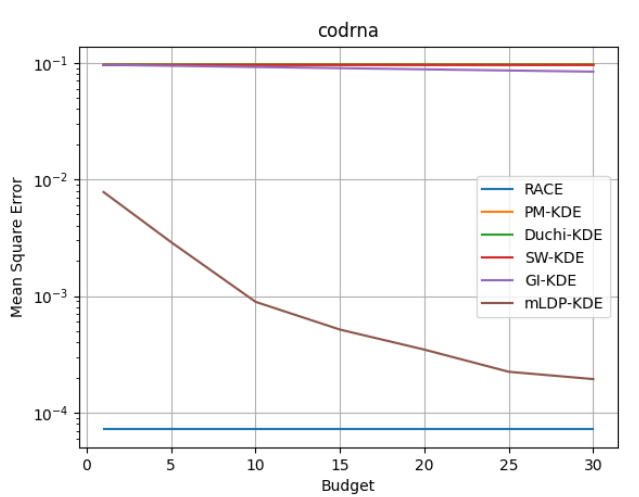 codrna
Mean Square Error
10⁻¹
10⁻²
10⁻³
10⁻⁴
RACE
PM-KDE
Duchi-KDE
SW-KDE
GI-KDE
mLDP-KDE
0 5 10 15 20 25 30
Budget